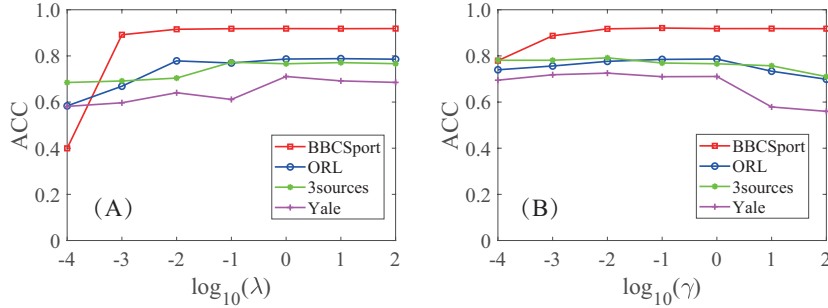 1.0
0.8
0.6
0.4
0.2
0
ACC
-4 -3 -2 -1 0 1 2
log10(λ)
(A)
BBCSport
ORL
3sources
Yale
1.0
0.8
0.6
0.4
0.2
0
ACC
-4 -3 -2 -1 0 1 2
log10(γ)
(B)
BBCSport
ORL
3sources
Yale